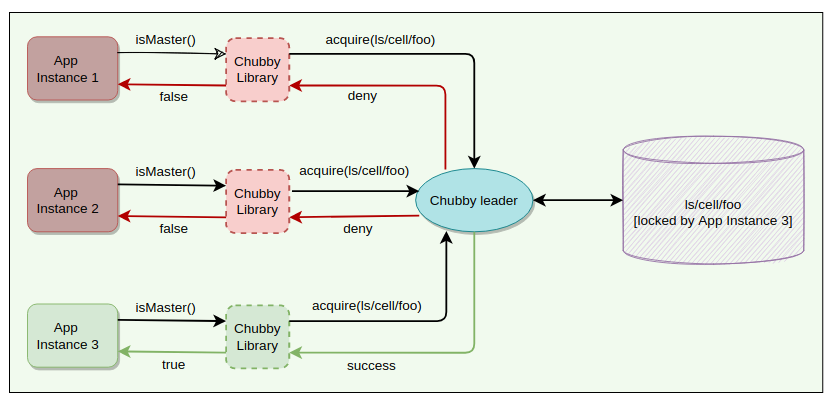 isMaster()
acquire(ls/cell/foo)
App
Instance 1
Chubby
Library
false
deny
isMaster()
acquire(ls/cell/foo)
App
Instance 2
Chubby
Library
Chubby leader
ls/cell/foo
[locked by App Instance 3]
false
deny
isMaster()
acquire(ls/cell/foo)
App
Instance 3
Chubby
Library
true
success